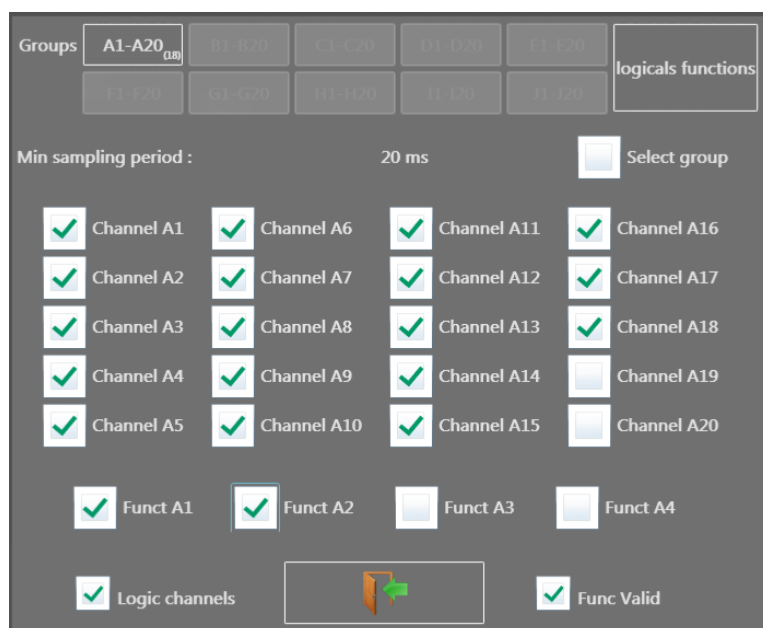 Groups A1-A20 (18) B1-B20 C1-C20 D1-D20 E1-E20
logicals functions
F1-F20 G1-G20 H1-H20 I1-I20 J1-J20
Min sampling period : 20 ms Select group
Channel A1 Channel A6 Channel A11 Channel A16
Channel A2 Channel A7 Channel A12 Channel A17
Channel A3 Channel A8 Channel A13 Channel A18
Channel A4 Channel A9 Channel A14 Channel A19
Channel A5 Channel A10 Channel A15 Channel A20
Funct A1 Funct A2 Funct A3 Funct A4
Logic channels Func Valid